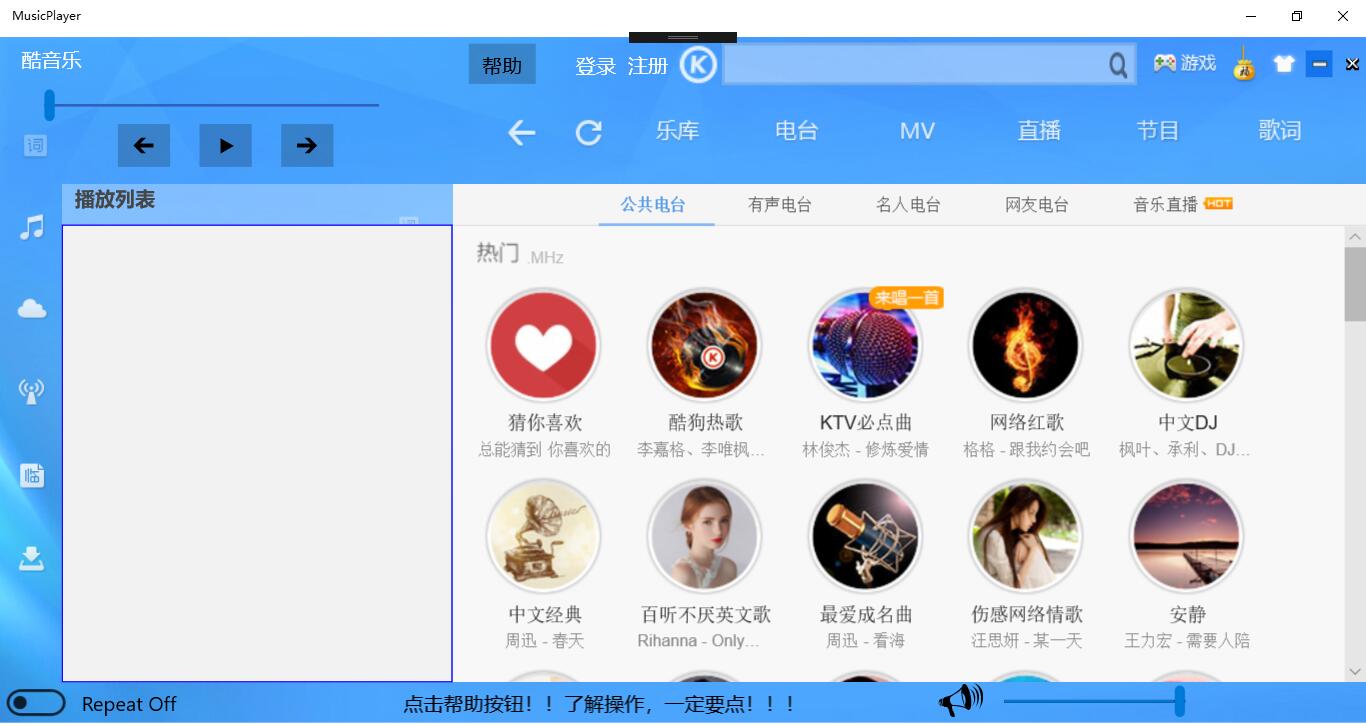 MusicPlayer
酷音乐
帮助 登录 注册 K 游戏
词
乐库 电台 MV 直播 节目 歌词
播放列表
公共电台 有声电台 名人电台 网友电台 音乐直播 HOT
热门 .MHz
来唱一首
K
猜你喜欢 酷狗热歌 KTV必点曲 网络红歌 中文DJ
总能猜到 你喜欢的 李嘉格、李唯枫... 林俊杰 - 修炼爱情 格格 - 跟我约会吧 枫叶、承利、DJ...
临
中文经典 百听不厌英文歌 最爱成名曲 伤感网络情歌 安静
周迅 - 春天 Rihanna - Only... 周迅 - 看海 汪思妍 - 某一天 王力宏 - 需要人陪
Repeat Off 点击帮助按钮！！了解操作，一定要点！！！